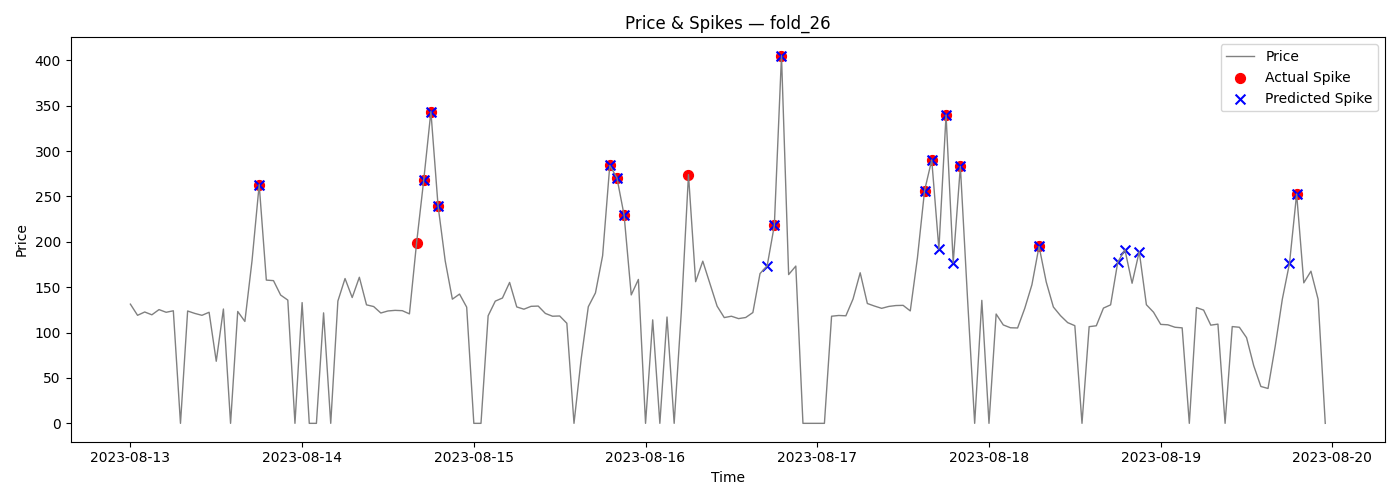 Price & Spikes — fold_26
Price
Actual Spike
Predicted Spike
400
350
300
250
200
150
100
50
0
Price
2023-08-13
2023-08-14
2023-08-15
2023-08-16
2023-08-17
2023-08-18
2023-08-19
2023-08-20
Time